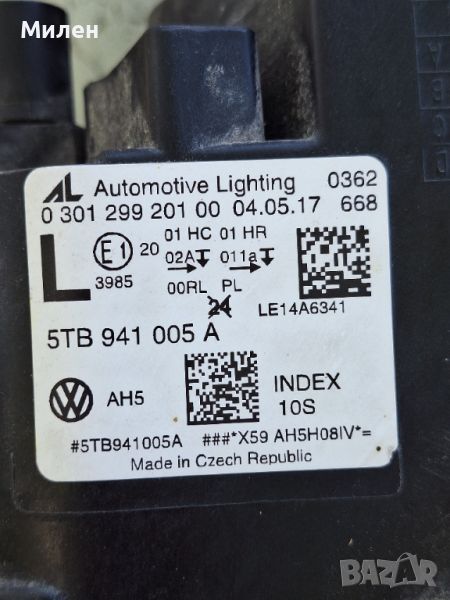 Милен
AL Automotive Lighting 0362
0 301 299 201 00 04.05.17 668
L E1 20 01 HC 01 HR
02A 011a
3985 00RL PL
24 LE14A6341
5TB 941 005 A
VW AH5 INDEX
10S
#5TB941005A ###*X59 AH5H08IV*=
Made in Czech Republic
BAZAR